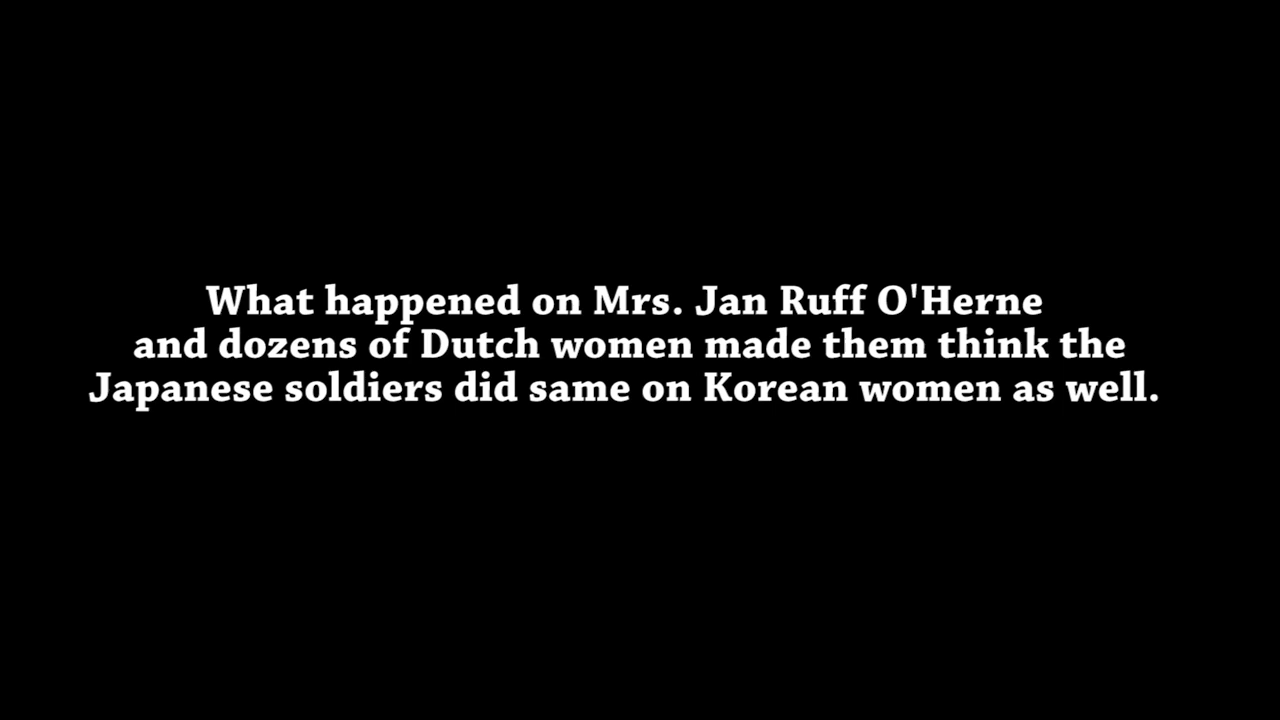 What happened on Mrs. Jan Ruff O'Herne
and dozens of Dutch women made them think the
Japanese soldiers did same on Korean women as well.